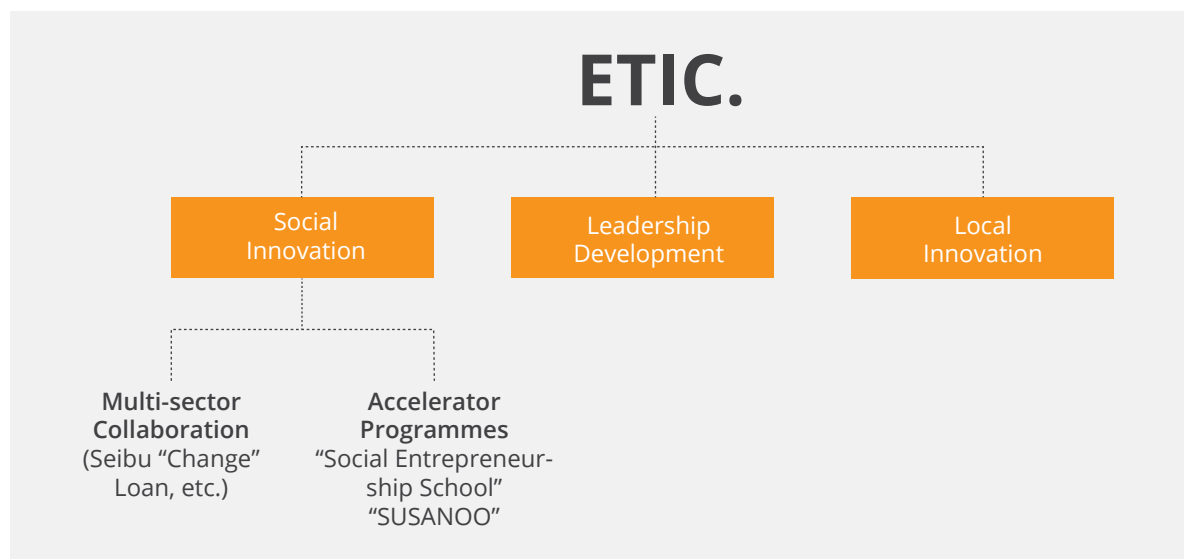 ETIC.
Social
Innovation
Leadership
Development
Local
Innovation
Multi-sector
Collaboration
(Seibu “Change”
Loan, etc.)
Accelerator
Programmes
“Social Entrepreneur-
ship School”
“SUSANOO”